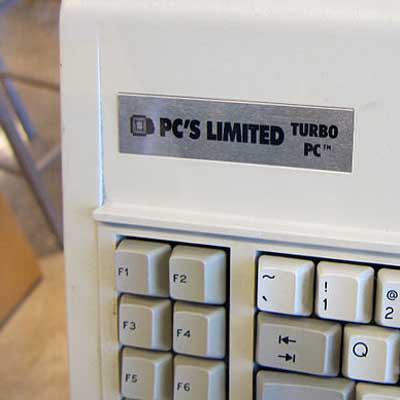 PC'S LIMITED TURBO
PC™
F1 F2 ~ ! @
` 1 2
F3 F4 Q
F5 F6